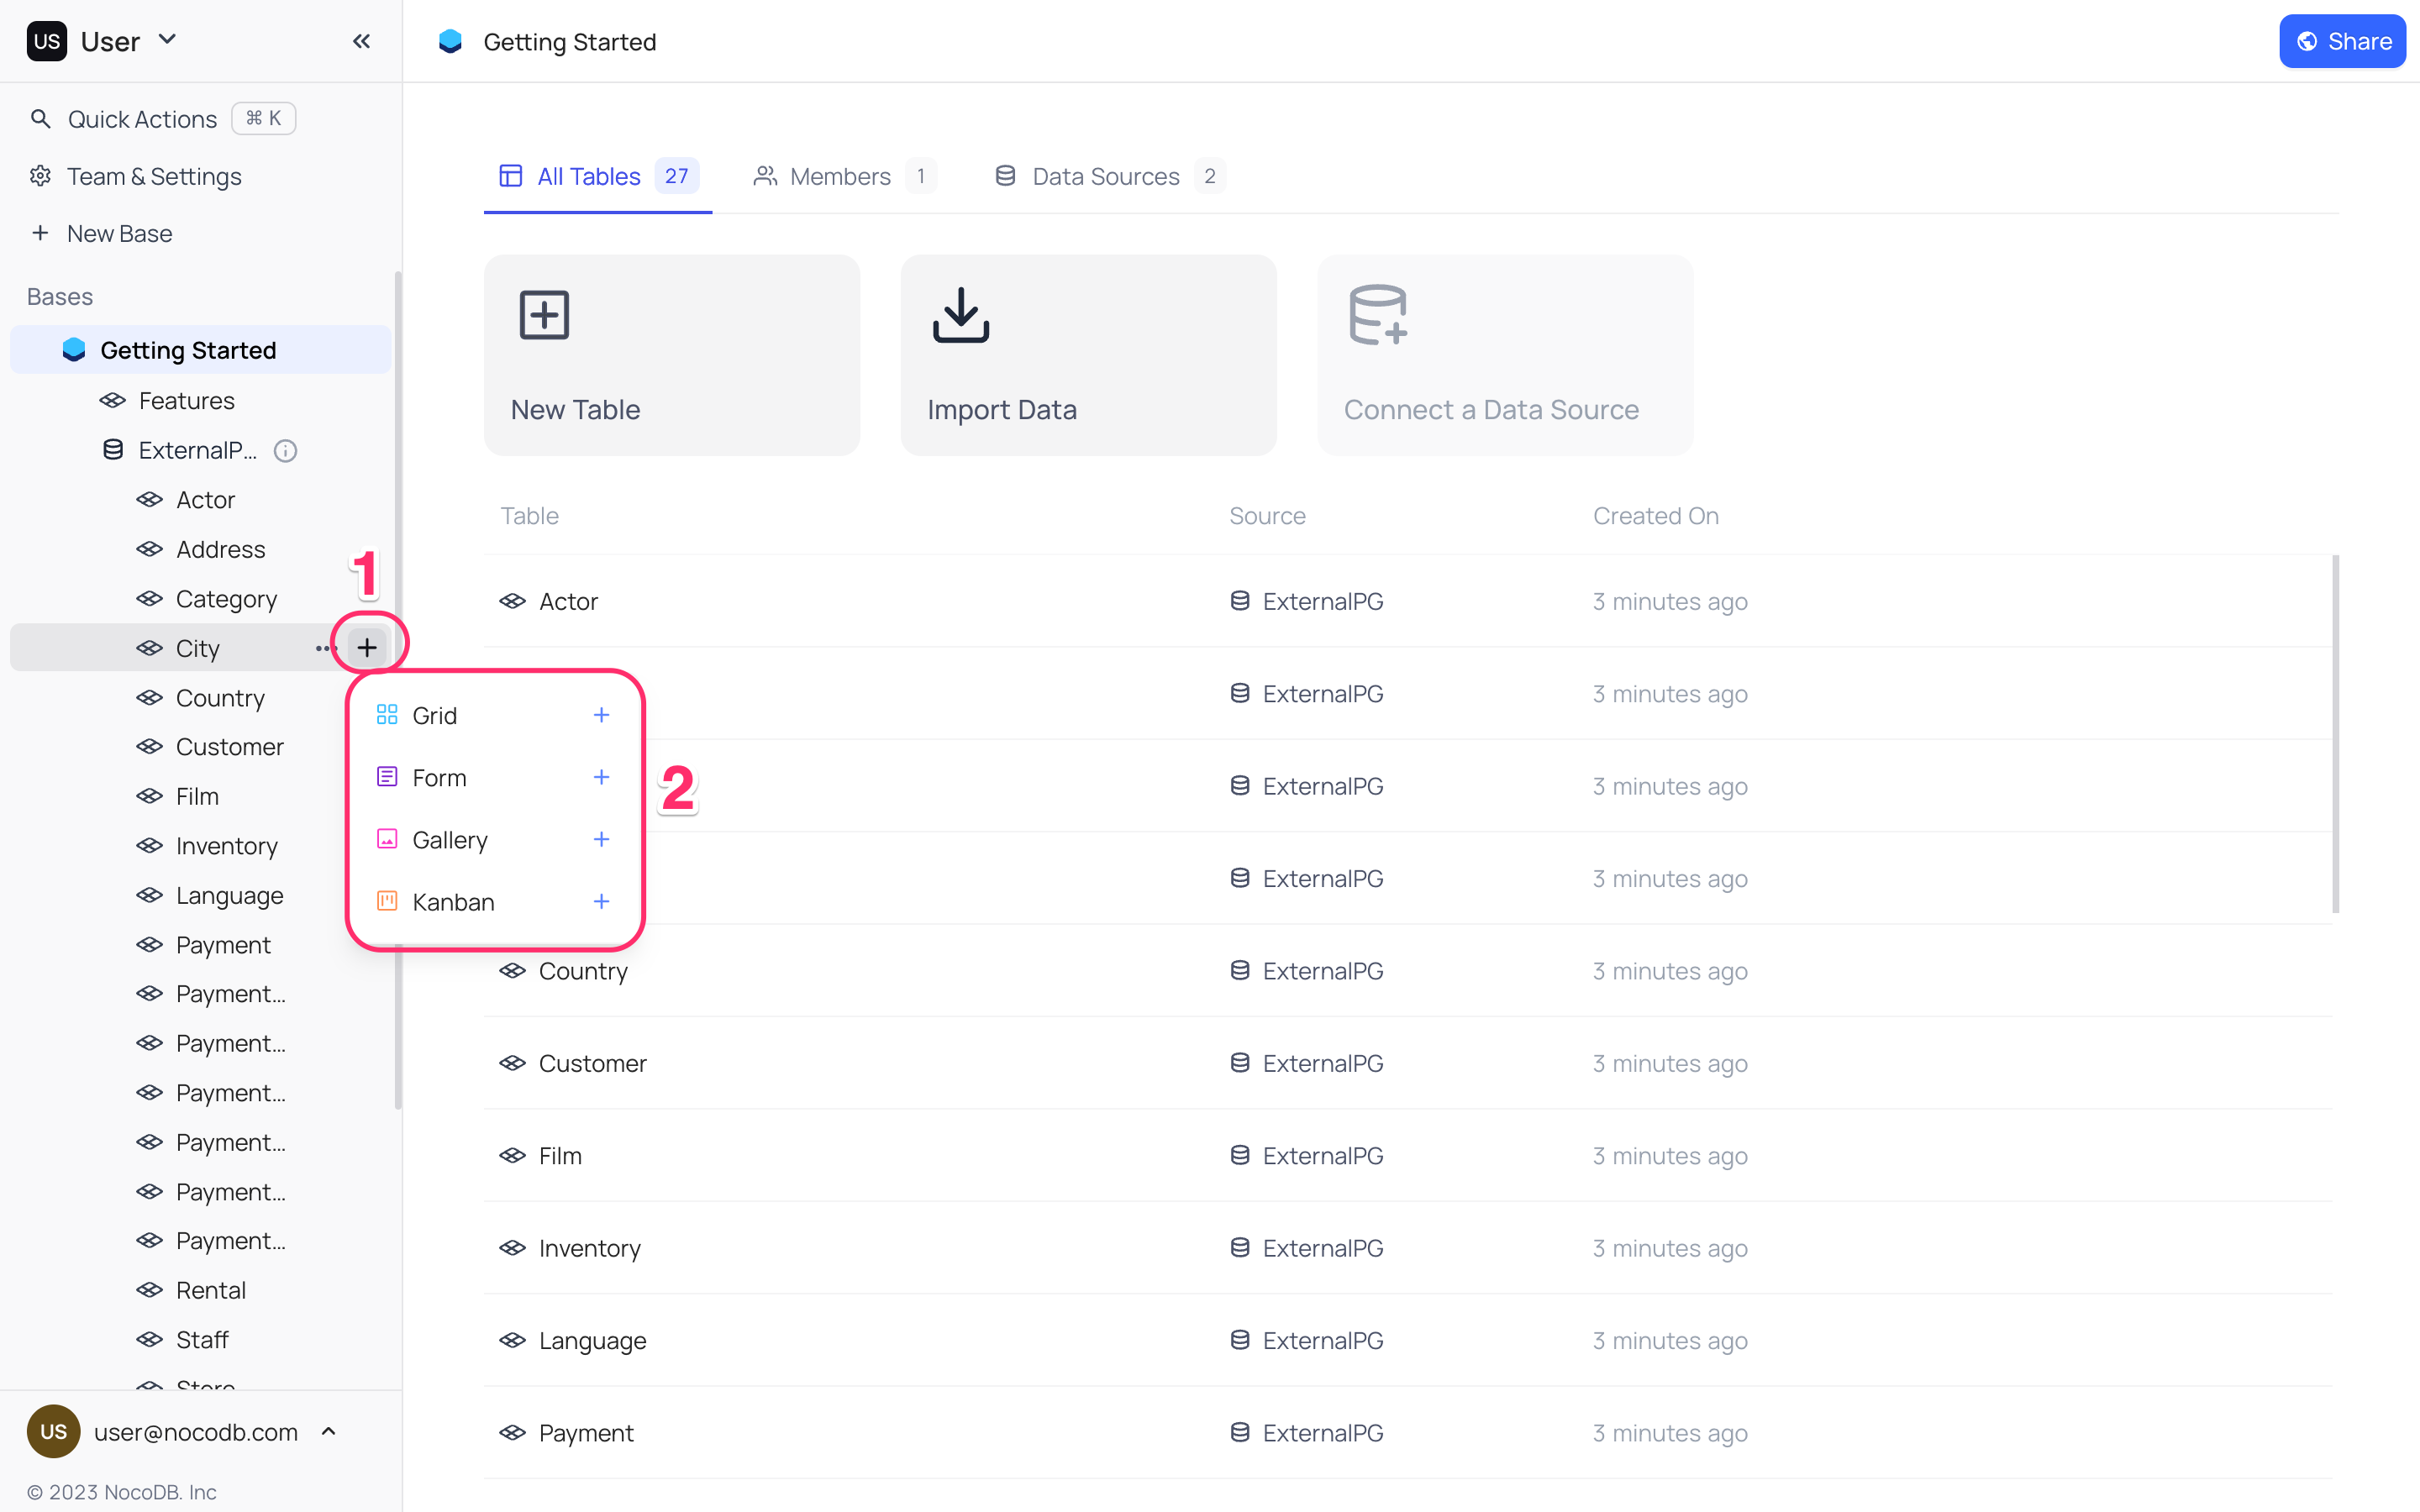 US User
Getting Started
Share
Quick Actions ⌘ K
Team & Settings
New Base
Bases
Getting Started
Features
ExternalP...
Actor
Address
Category
City
Country
Customer
Film
Inventory
Language
Payment
Payment...
Payment...
Payment...
Payment...
Payment...
Payment...
Rental
Staff
Store
US user@nocodb.com
© 2023 NocoDB. Inc
1
Grid
Form
Gallery
Kanban
2
All Tables 27
Members 1
Data Sources 2
New Table
Import Data
Connect a Data Source
Table Source Created On
Actor ExternalPG 3 minutes ago
ExternalPG 3 minutes ago
ExternalPG 3 minutes ago
ExternalPG 3 minutes ago
Country ExternalPG 3 minutes ago
Customer ExternalPG 3 minutes ago
Film ExternalPG 3 minutes ago
Inventory ExternalPG 3 minutes ago
Language ExternalPG 3 minutes ago
Payment ExternalPG 3 minutes ago